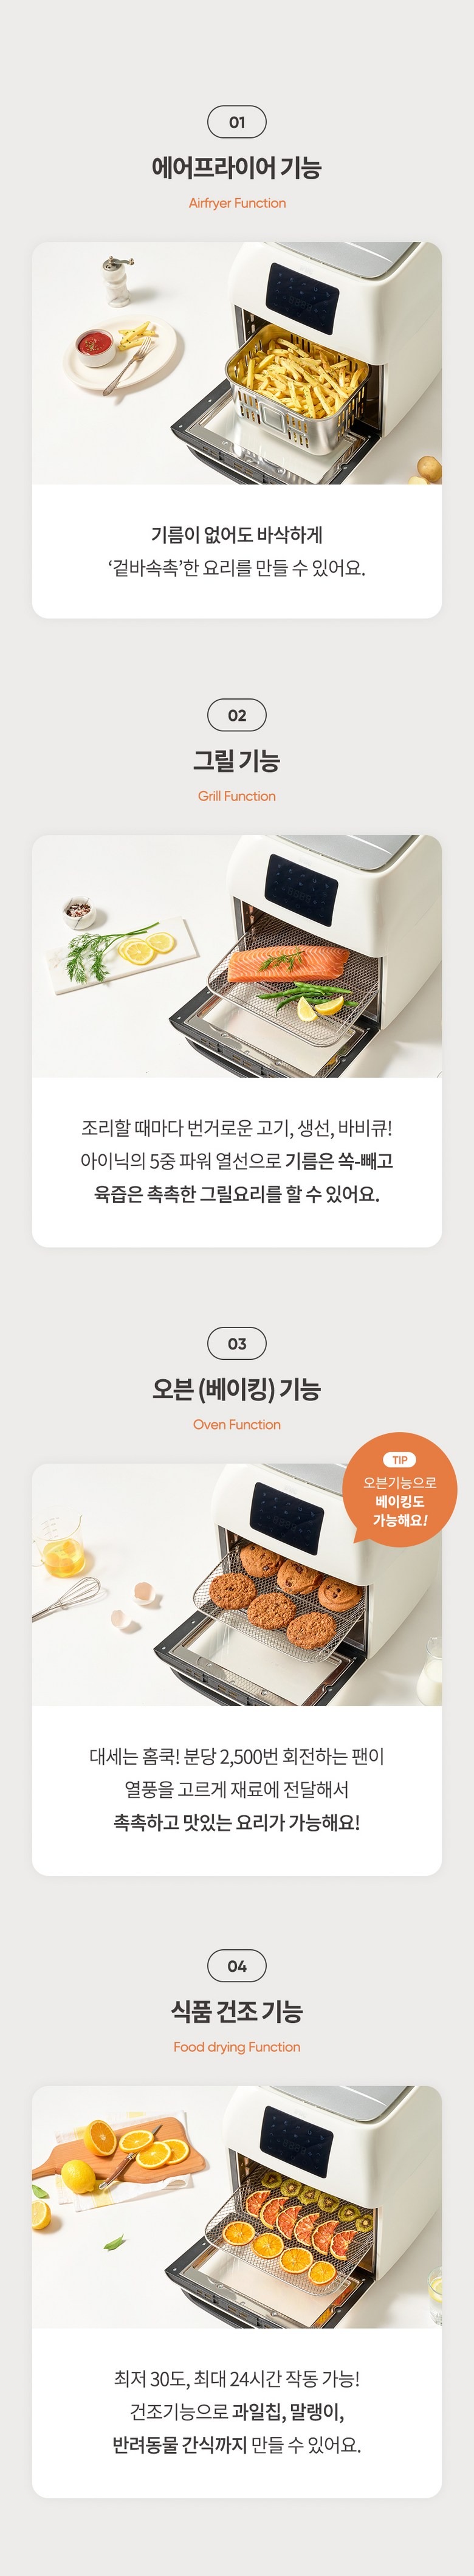 01
에어프라이어 기능
Airfryer Function
기름이 없어도 바삭하게
‘겉바속촉’한 요리를 만들 수 있어요.
02
그릴 기능
Grill Function
조리할 때마다 번거로운 고기, 생선, 바비큐!
아이닉의 5중 파워 열선으로 기름은 쏙-빼고
육즙은 촉촉한 그릴요리를 할 수 있어요.
03
오븐 (베이킹) 기능
Oven Function
TIP
오븐기능으로
베이킹도
가능해요!
대세는 홈쿡! 분당 2,500번 회전하는 팬이
열풍을 고르게 재료에 전달해서
촉촉하고 맛있는 요리가 가능해요!
04
식품 건조 기능
Food drying Function
최저 30도, 최대 24시간 작동 가능!
건조기능으로 과일칩, 말랭이,
반려동물 간식까지 만들 수 있어요.